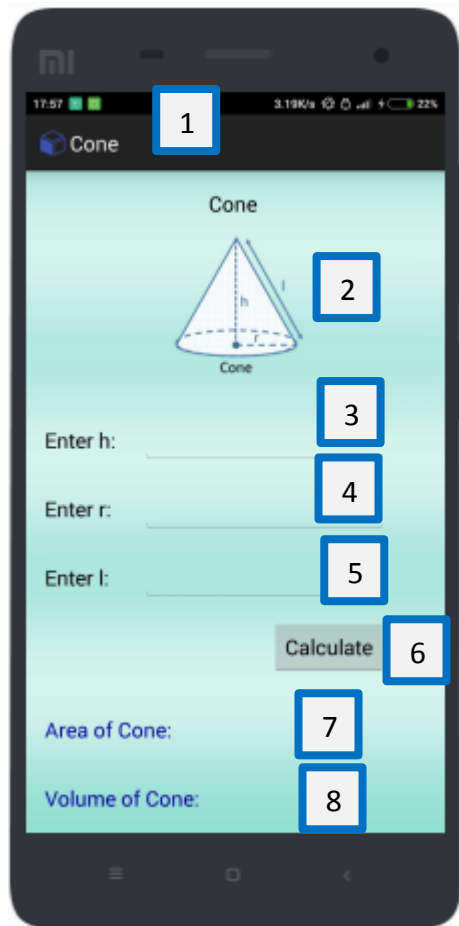 mi
17:57 3.19K/s 22%
1
Cone
Cone
2
l
h
r
Cone
3
Enter h:
4
Enter r:
5
Enter l:
Calculate 6
Area of Cone: 7
Volume of Cone: 8